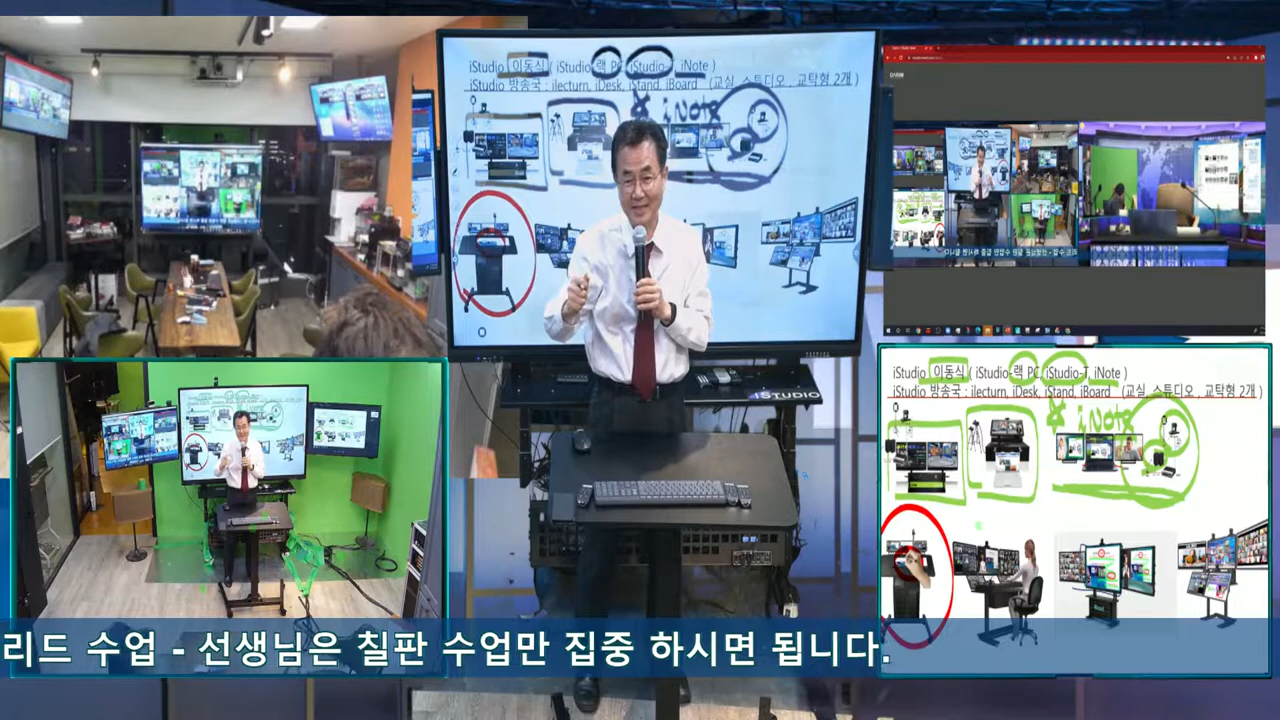 iStudio 이동식 ( iStudio-랙 PC, iStudio-T, iNote )
iStudio 방송국 : ilecturn, iDesk, iStand, iBoard (교실, 스튜디오 , 교탁형 2개 )
iNote
iSTUDIO
DARIM
iStudio 이동식 ( iStudio-랙 PC, iStudio-T, iNote )
iStudio 방송국 : ilecturn, iDesk, iStand, iBoard (교실, 스튜디오 , 교탁형 2개 )
iNote
리드 수업 - 선생님은 칠판 수업만 집중 하시면 됩니다.